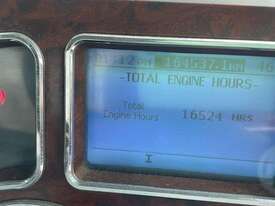 -TOTAL ENGINE HOURS-
Total
Engine Hours 16524 HRS
I